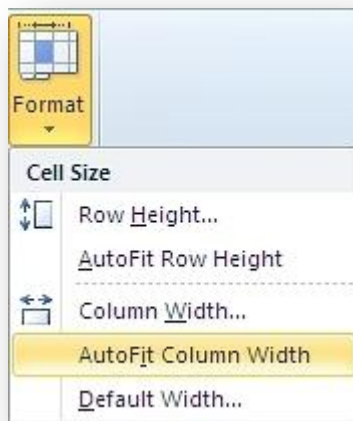 Format
Cell Size
Row Height...
AutoFit Row Height
Column Width...
AutoFit Column Width
Default Width...